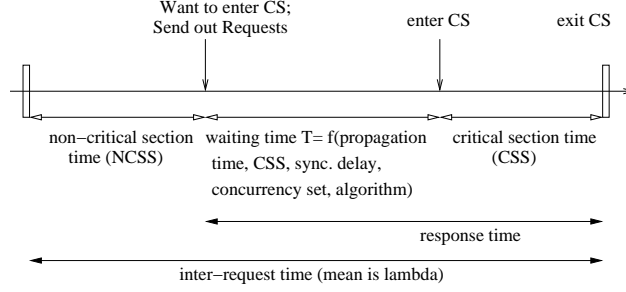 Want to enter CS;
Send out Requests
enter CS
exit CS
non−critical section
time (NCSS)
waiting time T= f(propagation
time, CSS, sync. delay,
concurrency set, algorithm)
critical section time
(CSS)
response time
inter−request time (mean is lambda)